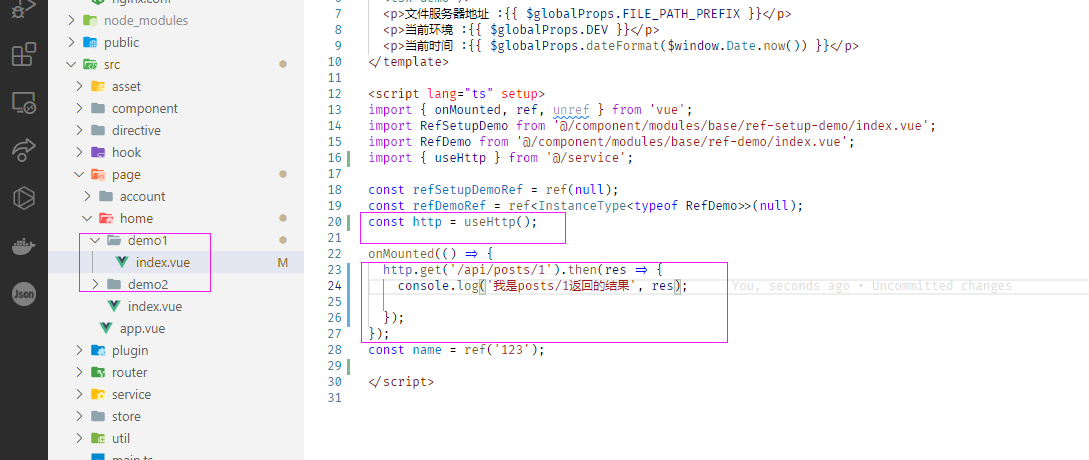 nginx.conf
node_modules
public
src
asset
component
directive
hook
page
account
home
demo1
index.vue M
demo2
index.vue
app.vue
plugin
router
service
store
util
Json
7 <p>文件服务器地址 :{{ $globalProps.FILE_PATH_PREFIX }}</p>
8 <p>当前环境 :{{ $globalProps.DEV }}</p>
9 <p>当前时间 :{{ $globalProps.dateFormat($window.Date.now()) }}</p>
10 </template>
11
12 <script lang="ts" setup>
13 import { onMounted, ref, unref } from 'vue';
14 import RefSetupDemo from '@/component/modules/base/ref-setup-demo/index.vue';
15 import RefDemo from '@/component/modules/base/ref-demo/index.vue';
16 import { useHttp } from '@/service';
17
18 const refSetupDemoRef = ref(null);
19 const refDemoRef = ref<InstanceType<typeof RefDemo>>(null);
20 const http = useHttp();
21
22 onMounted(() => {
23 http.get('/api/posts/1').then(res => {
24 console.log('我是posts/1返回的结果', res); You, seconds ago • Uncommitted changes
25
26 });
27 });
28 const name = ref('123');
29
30 </script>
31